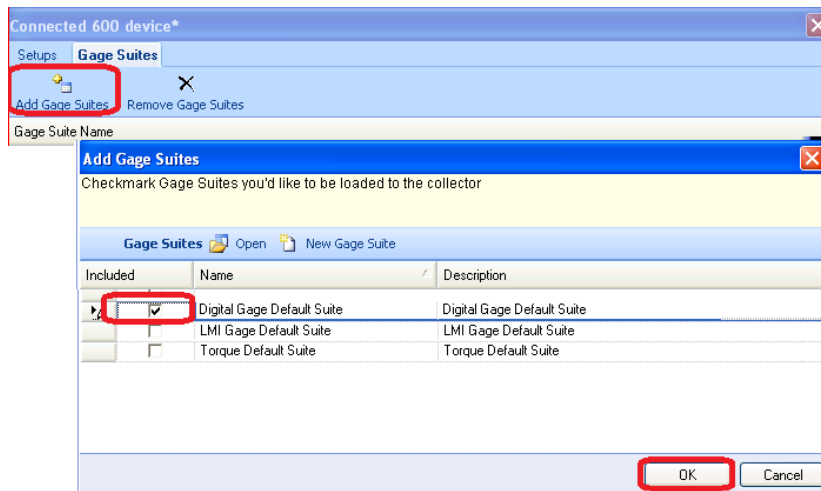 Connected 600 device*
Setups Gage Suites
Add Gage Suites Remove Gage Suites
Gage Suite Name
Add Gage Suites
Checkmark Gage Suites you'd like to be loaded to the collector
Gage Suites Open New Gage Suite
Included Name Description
Digital Gage Default Suite Digital Gage Default Suite
LMI Gage Default Suite LMI Gage Default Suite
Torque Default Suite Torque Default Suite
OK Cancel